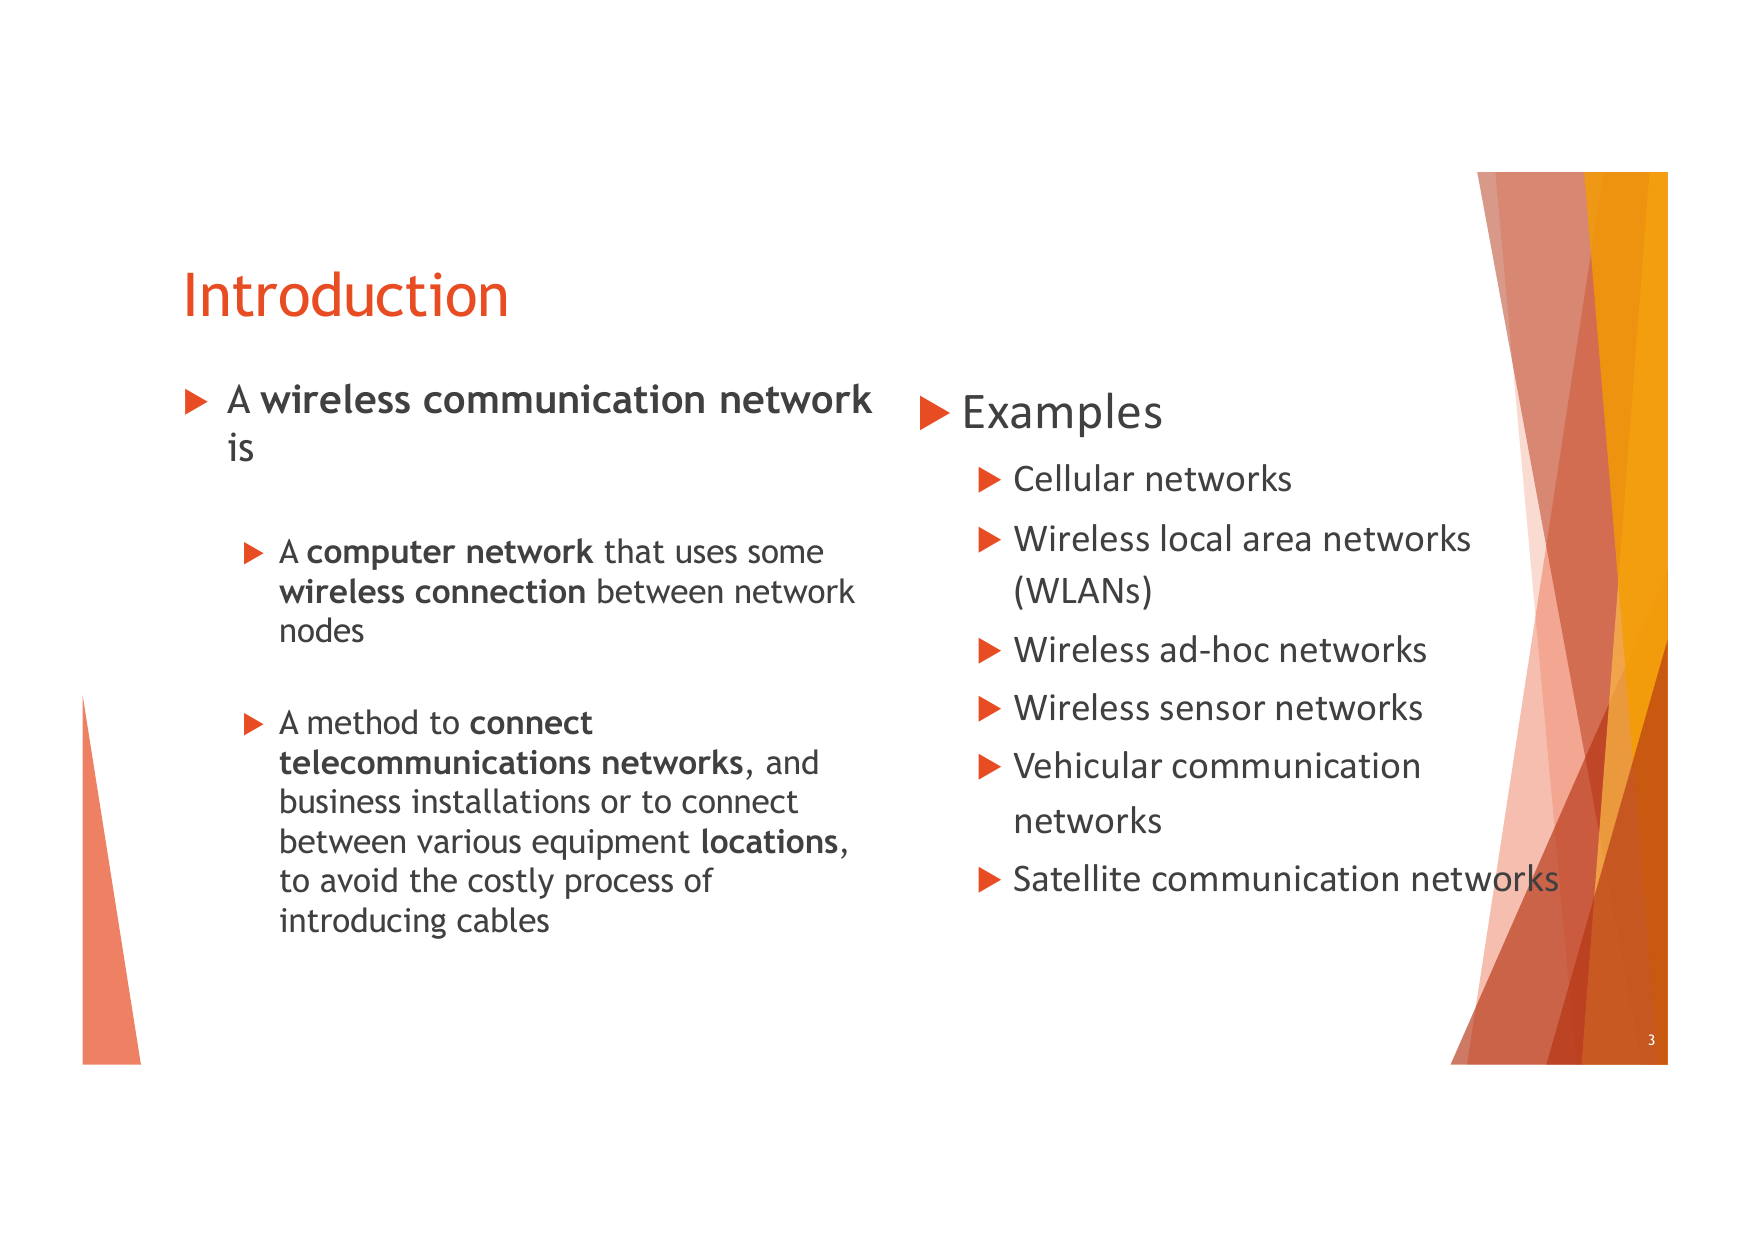 Introduction
A wireless communication network
is
A computer network that uses some
wireless connection between network
nodes
A method to connect
telecommunications networks, and
business installations or to connect
between various equipment locations,
to avoid the costly process of
introducing cables
Examples
Cellular networks
Wireless local area networks
(WLANs)
Wireless ad-hoc networks
Wireless sensor networks
Vehicular communication
networks
Satellite communication networks
3